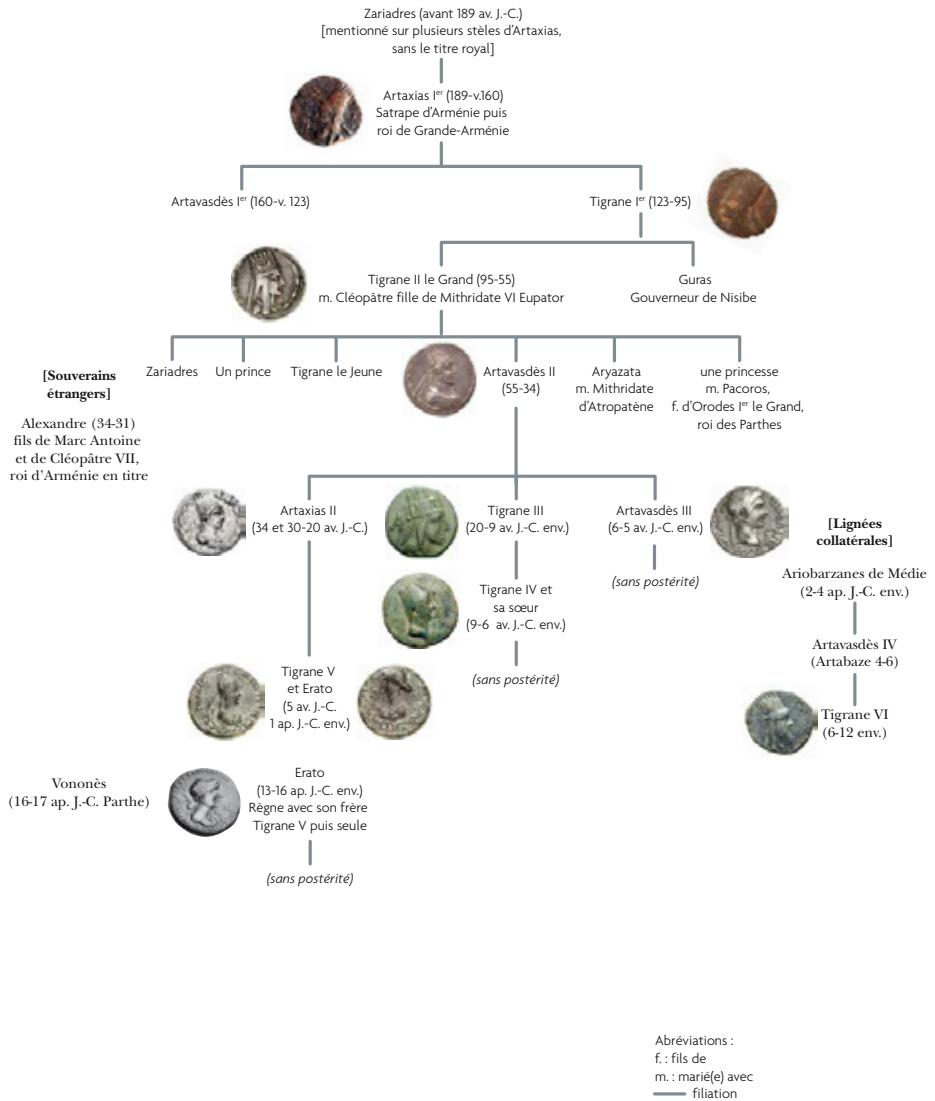 Zariadres (avant 189 av. J.-C.)
[mentionné sur plusieurs stèles d'Artaxias,
sans le titre royal]
Artaxias Ier (189-v.160)
Satrape d'Arménie puis
roi de Grande-Arménie
Artavasdès Ier (160-v. 123)
Tigrane Ier (123-95)
Tigrane II le Grand (95-55)
m. Cléopâtre fille de Mithridate VI Eupator
Guras
Gouverneur de Nisibe
[Souverains
étrangers]
Alexandre (34-31)
fils de Marc Antoine
et de Cléopâtre VII,
roi d'Arménie en titre
Zariadres
Un prince
Tigrane le Jeune
Artavasdès II
(55-34)
Aryazata
m. Mithridate
d'Atropatène
une princesse
m. Pacoros,
f. d'Orodes Ier le Grand,
roi des Parthes
Artaxias II
(34 et 30-20 av. J.-C.)
Tigrane III
(20-9 av. J.-C. env.)
Artavasdès III
(6-5 av. J.-C. env.)
(sans postérité)
[Lignées
collatérales]
Ariobarzanes de Médie
(2-4 ap. J.-C. env.)
Artavasdès IV
(Artabaze 4-6)
Tigrane VI
(6-12 env.)
Tigrane IV et
sa sœur
(9-6 av. J.-C. env.)
(sans postérité)
Tigrane V
et Erato
(5 av. J.-C.
1 ap. J.-C. env.)
Vononès
(16-17 ap. J.-C. Parthe)
Erato
(13-16 ap. J.-C. env.)
Règne avec son frère
Tigrane V puis seule
(sans postérité)
Abréviations :
f. : fils de
m. : marié(e) avec
filiation